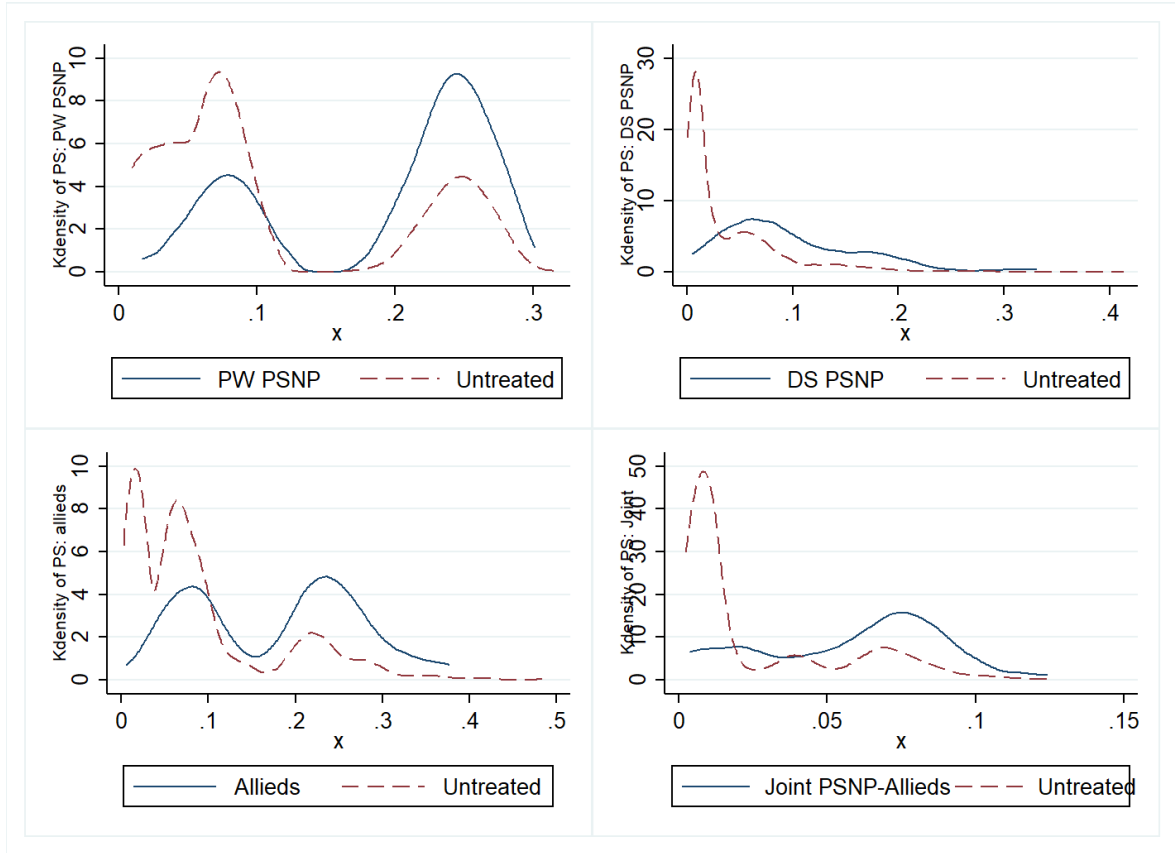 Kdensity of PS: PW PSNP
10
8
6
4
2
0
0 .1 .2 .3
x
PW PSNP Untreated
Kdensity of PS: DS PSNP
30
20
10
0
0 .1 .2 .3 .4
x
DS PSNP Untreated
Kdensity of PS: allieds
10
8
6
4
2
0
0 .1 .2 .3 .4 .5
x
Allieds Untreated
Kdensity of PS: Joint
50
40
30
20
10
0
0 .05 .1 .15
x
Joint PSNP-Allieds Untreated